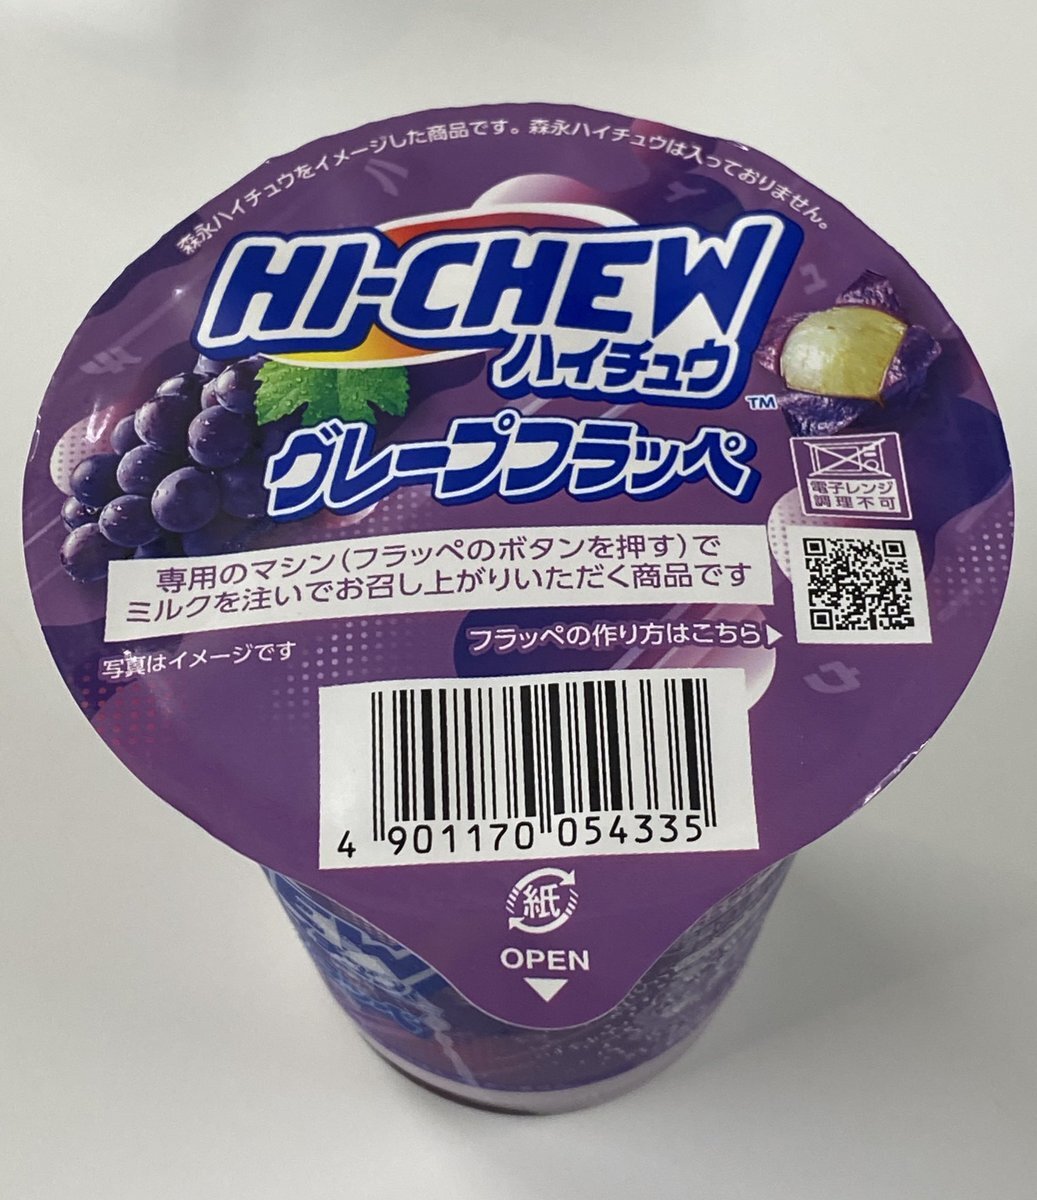 森永ハイチュウをイメージした商品です。森永ハイチュウは入っておりません。
HI-CHEW
ハイチュウ
TM
グレープフラッペ
電子レンジ
調理不可
専用のマシン(フラッペのボタンを押す)で
ミルクを注いでお召し上がりいただく商品です
フラッペの作り方はこちら▶
写真はイメージです
4 901170 054335
紙
OPEN